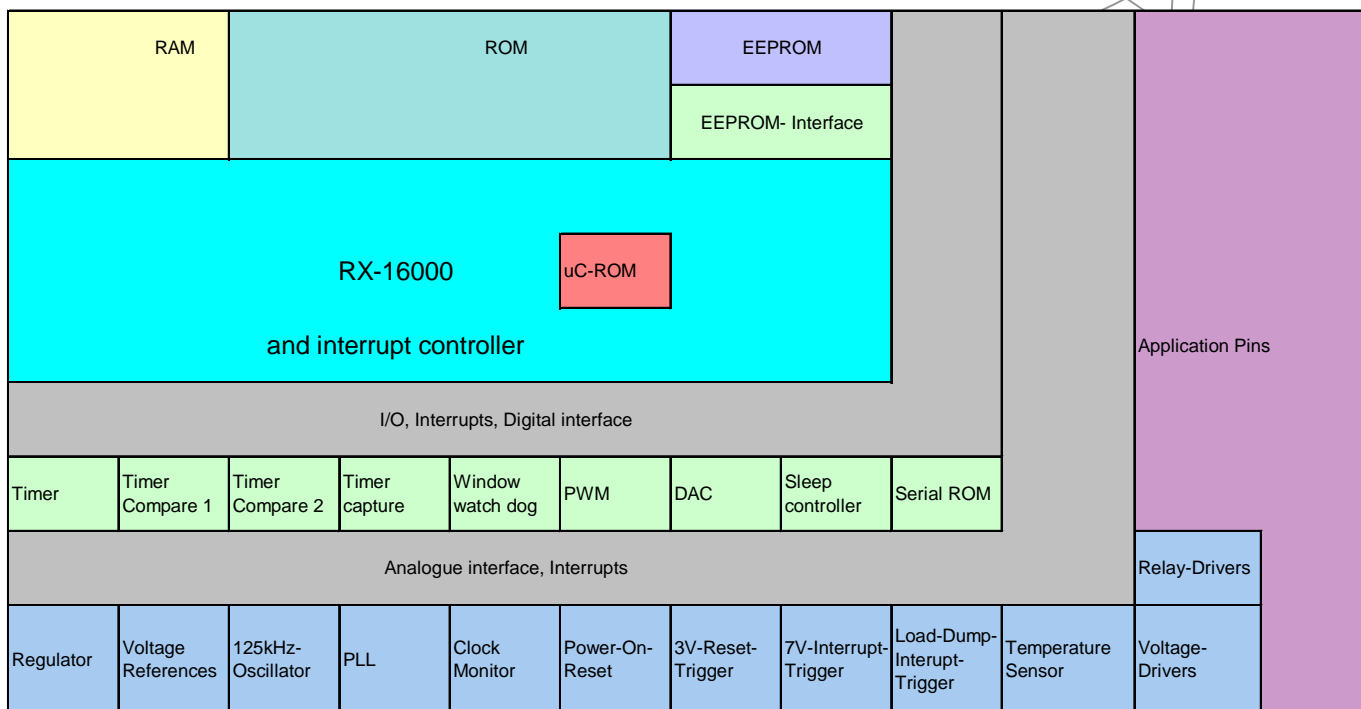 RAM
ROM
EEPROM
EEPROM- Interface
RX-16000
uC-ROM
and interrupt controller
Application Pins
I/O, Interrupts, Digital interface
Timer
Timer
Compare 1
Timer
Compare 2
Timer
capture
Window
watch dog
PWM
DAC
Sleep
controller
Serial ROM
Analogue interface, Interrupts
Relay-Drivers
Regulator
Voltage
References
125kHz-
Oscillator
PLL
Clock
Monitor
Power-On-
Reset
3V-Reset-
Trigger
7V-Interrupt-
Trigger
Load-Dump-
Interupt-
Trigger
Temperature
Sensor
Voltage-
Drivers